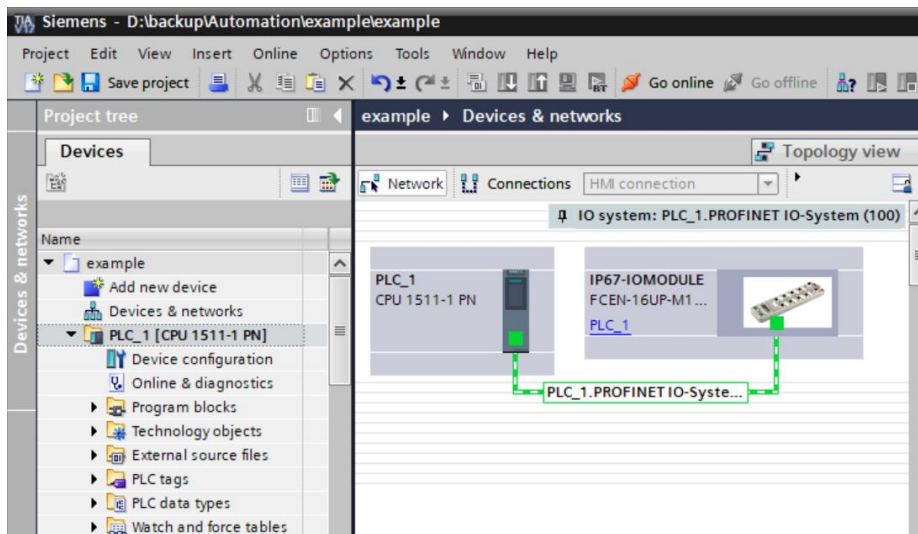 Siemens - D:\backup\Automation\example\example
Project Edit View Insert Online Options Tools Window Help
Save project Go online Go offline
Project tree
example Devices & networks
Devices
Topology view
Network Connections HMI connection
Devices & networks
IO system: PLC_1.PROFINET IO-System (100)
Name
example
Add new device
Devices & networks
PLC_1 [CPU 1511-1 PN]
Device configuration
Online & diagnostics
Program blocks
Technology objects
External source files
PLC tags
PLC data types
Watch and force tables
PLC_1
CPU 1511-1 PN
IP67-IOMODULE
FCEN-16UP-M1...
PLC_1
PLC_1.PROFINET IO-Syste...